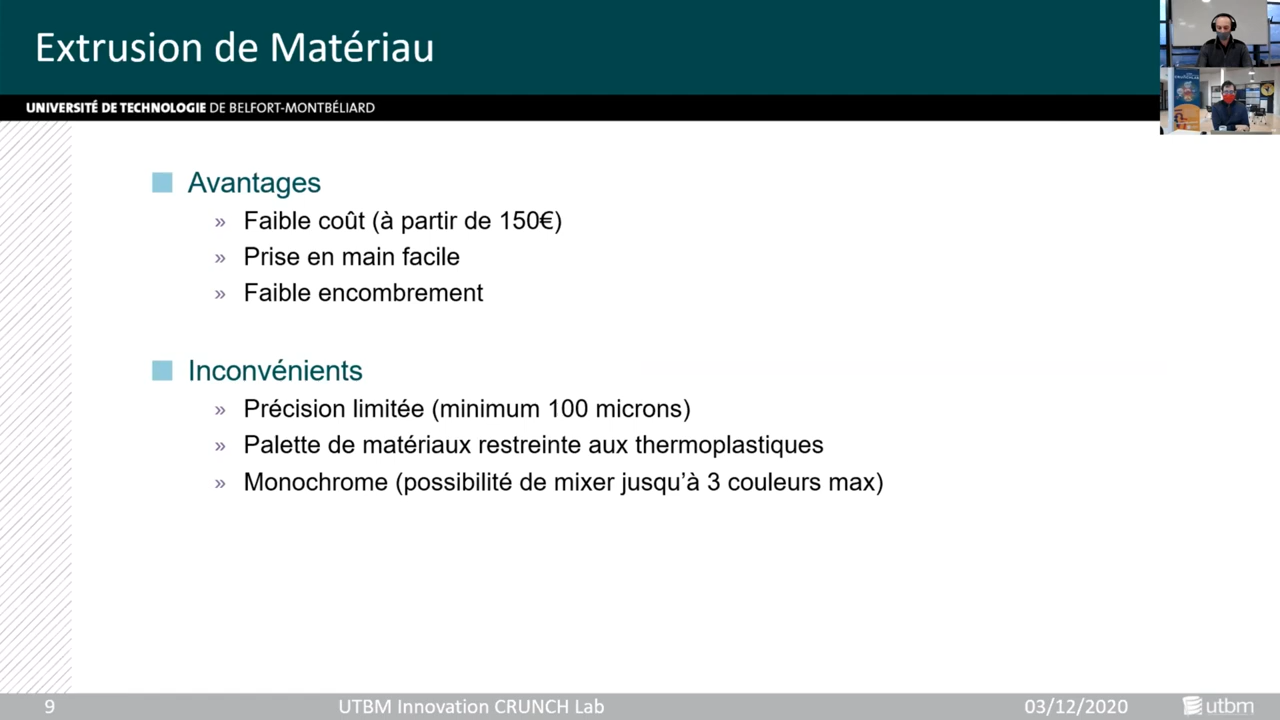 Extrusion de Matériau
UNIVERSITÉ DE TECHNOLOGIE DE BELFORT-MONTBÉLIARD
Avantages
» Faible coût (à partir de 150€)
» Prise en main facile
» Faible encombrement
Inconvénients
» Précision limitée (minimum 100 microns)
» Palette de matériaux restreinte aux thermoplastiques
» Monochrome (possibilité de mixer jusqu’à 3 couleurs max)
9
UTBM Innovation CRUNCH Lab
03/12/2020
utbm